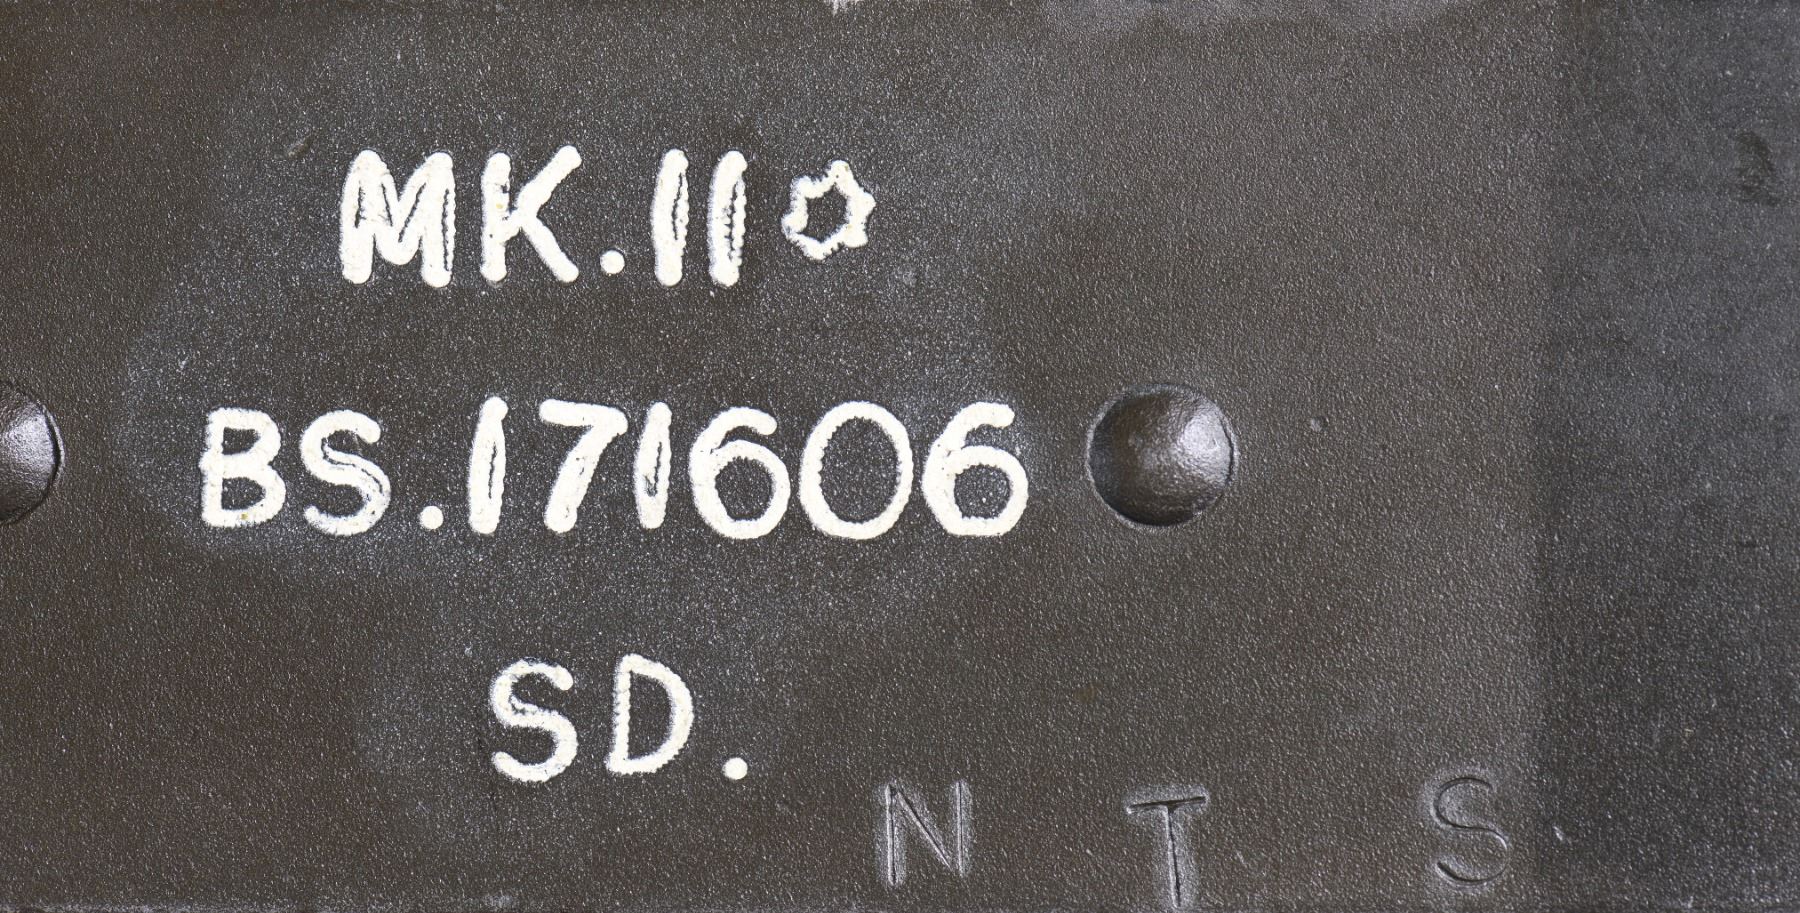 MK.II☆
BS.171606
SD.
N T S